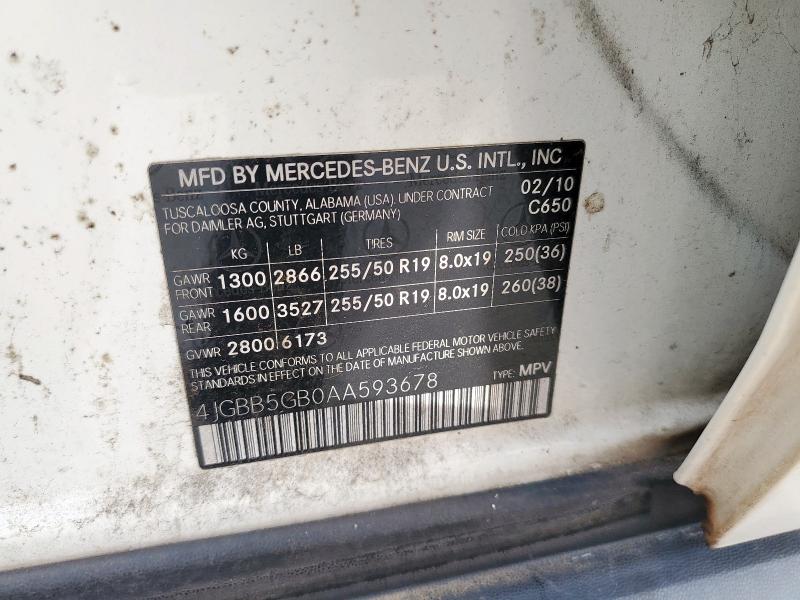 MFD BY MERCEDES-BENZ U.S. INTL., INC
TUSCALOOSA COUNTY, ALABAMA (USA), UNDER CONTRACT 02/10
FOR DAIMLER AG, STUTTGART (GERMANY) C650
KG LB TIRES RIM SIZE COLD KPA (PSI)
GAWR FRONT 1300 2866 255/50 R19 8.0x19 250(36)
GAWR REAR 1600 3527 255/50 R19 8.0x19 260(38)
GVWR 2800 6173
THIS VEHICLE CONFORMS TO ALL APPLICABLE FEDERAL MOTOR VEHICLE SAFETY
STANDARDS IN EFFECT ON THE DATE OF MANUFACTURE SHOWN ABOVE.
4JGBB5GB0AA593678 TYPE: MPV